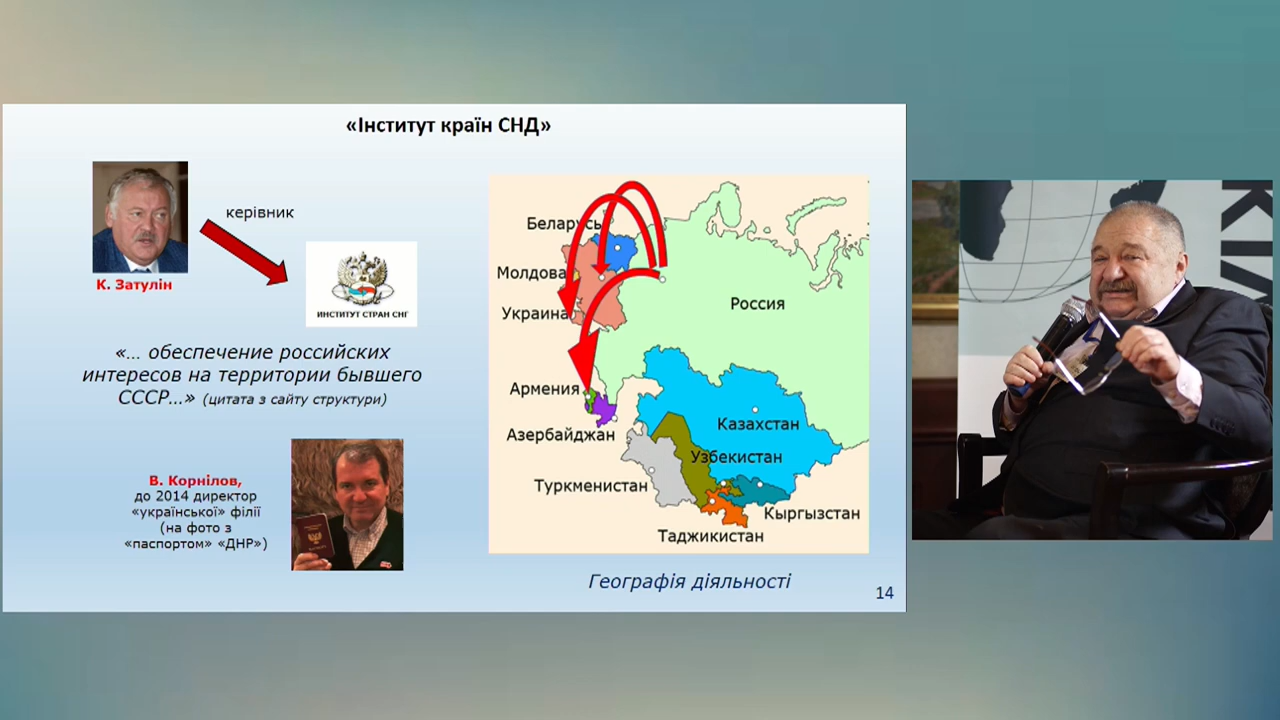 «Інститут країн СНД»
керівник
К. Затулін
ИНСТИТУТ СТРАН СНГ
«... обеспечение российских
интересов на территории бывшего
СССР...» (цитата з сайту структури)
В. Корнілов,
до 2014 директор
«української» філії
(на фото з
«паспортом» «ДНР»)
Беларусь
Молдова
Украина
Россия
Армения
Азербайджан
Казахстан
Узбекистан
Туркменистан
Кыргызстан
Таджикистан
Географія діяльності
14